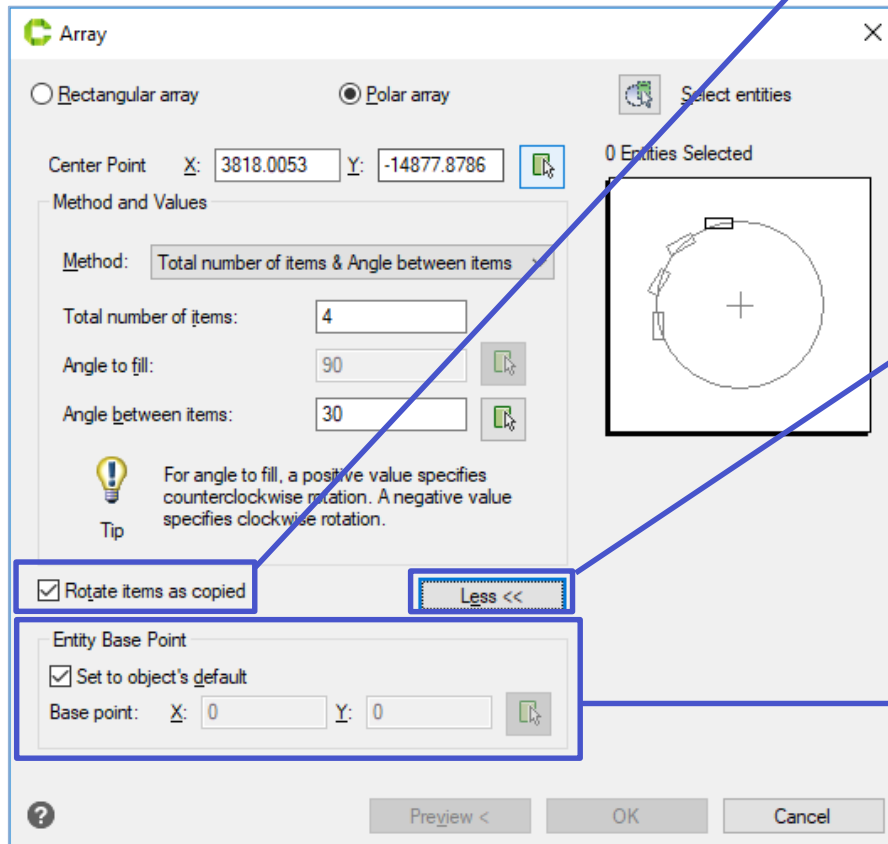 Array
Rectangular array
Polar array
Select entities
Center Point X: 3818.0053 Y: -14877.8786
0 Entities Selected
Method and Values
Method: Total number of items & Angle between items
Total number of items: 4
Angle to fill: 90
Angle between items: 30
For angle to fill, a positive value specifies
counterclockwise rotation. A negative value
specifies clockwise rotation.
Tip
Rotate items as copied
Less <<
Entity Base Point
Set to object's default
Base point: X: 0 Y: 0
?
Preview <
OK
Cancel